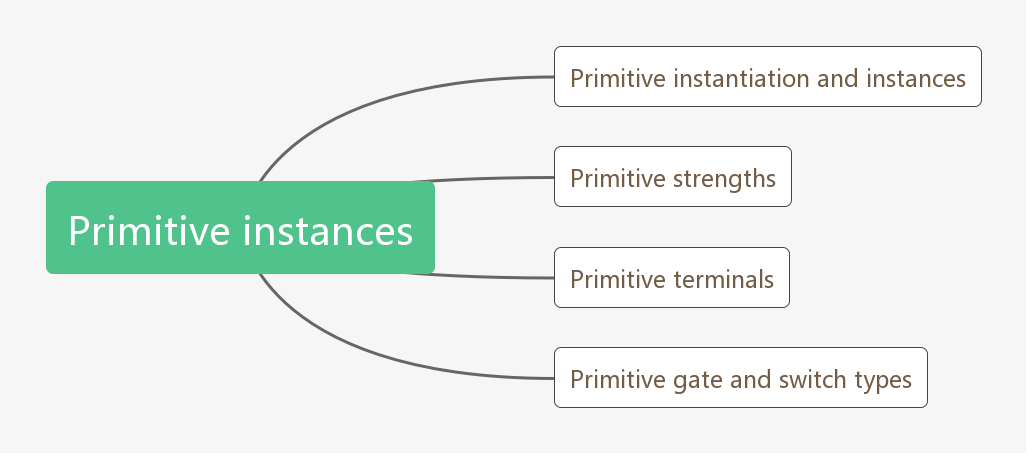 Primitive instances
Primitive instantiation and instances
Primitive strengths
Primitive terminals
Primitive gate and switch types